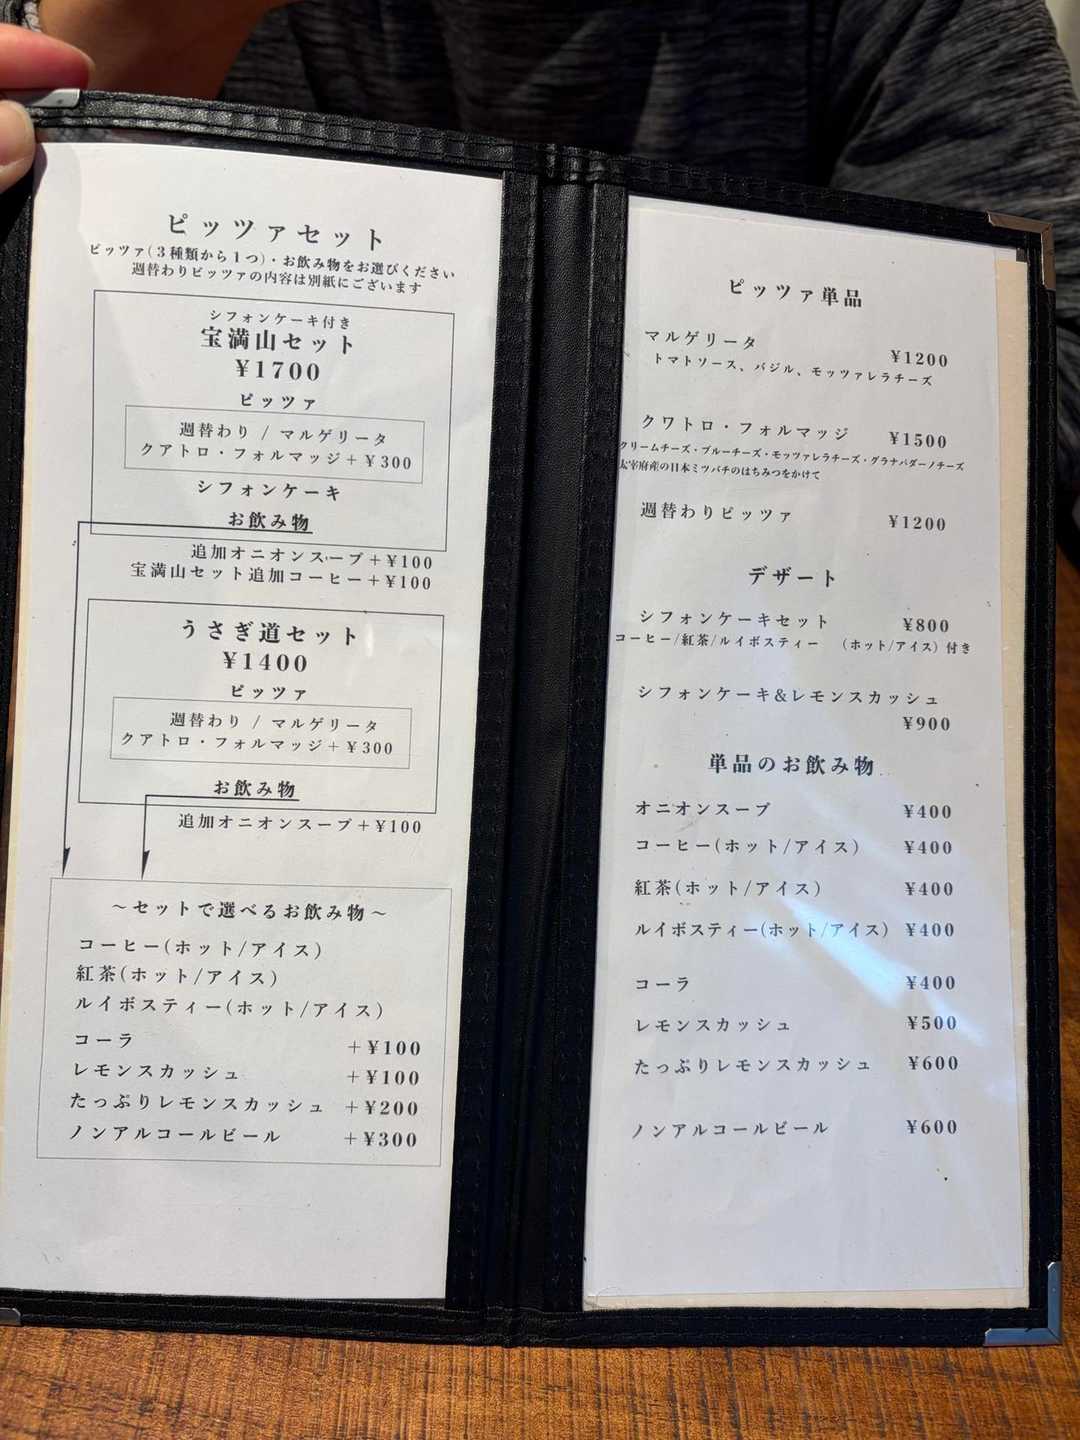 ピッツァセット
ピッツァ(３種類から１つ)・お飲み物をお選びください
週替わりピッツァの内容は別紙にございます
シフォンケーキ付き
宝満山セット
¥1700
ピッツァ
週替わり / マルゲリータ
クアトロ・フォルマッジ＋¥300
シフォンケーキ
お飲み物
追加オニオンスープ＋¥100
宝満山セット追加コーヒー＋¥100
うさぎ道セット
¥1400
ピッツァ
週替わり / マルゲリータ
クアトロ・フォルマッジ＋¥300
お飲み物
追加オニオンスープ＋¥100
～セットで選べるお飲み物～
コーヒー(ホット/アイス)
紅茶(ホット/アイス)
ルイボスティー(ホット/アイス)
コーラ ＋¥100
レモンスカッシュ ＋¥100
たっぷりレモンスカッシュ ＋¥200
ノンアルコールビール ＋¥300
ピッツァ単品
マルゲリータ ¥1200
トマトソース、バジル、モッツァレラチーズ
クワトロ・フォルマッジ ¥1500
クリームチーズ・ブルーチーズ・モッツァレラチーズ・グラナパダーノチーズ
太宰府産の日本ミツバチのはちみつをかけて
週替わりピッツァ ¥1200
デザート
シフォンケーキセット ¥800
コーヒー/紅茶/ルイボスティー (ホット/アイス) 付き
シフォンケーキ&レモンスカッシュ
¥900
単品のお飲み物
オニオンスープ ¥400
コーヒー(ホット/アイス) ¥400
紅茶(ホット/アイス) ¥400
ルイボスティー(ホット/アイス) ¥400
コーラ ¥400
レモンスカッシュ ¥500
たっぷりレモンスカッシュ ¥600
ノンアルコールビール ¥600